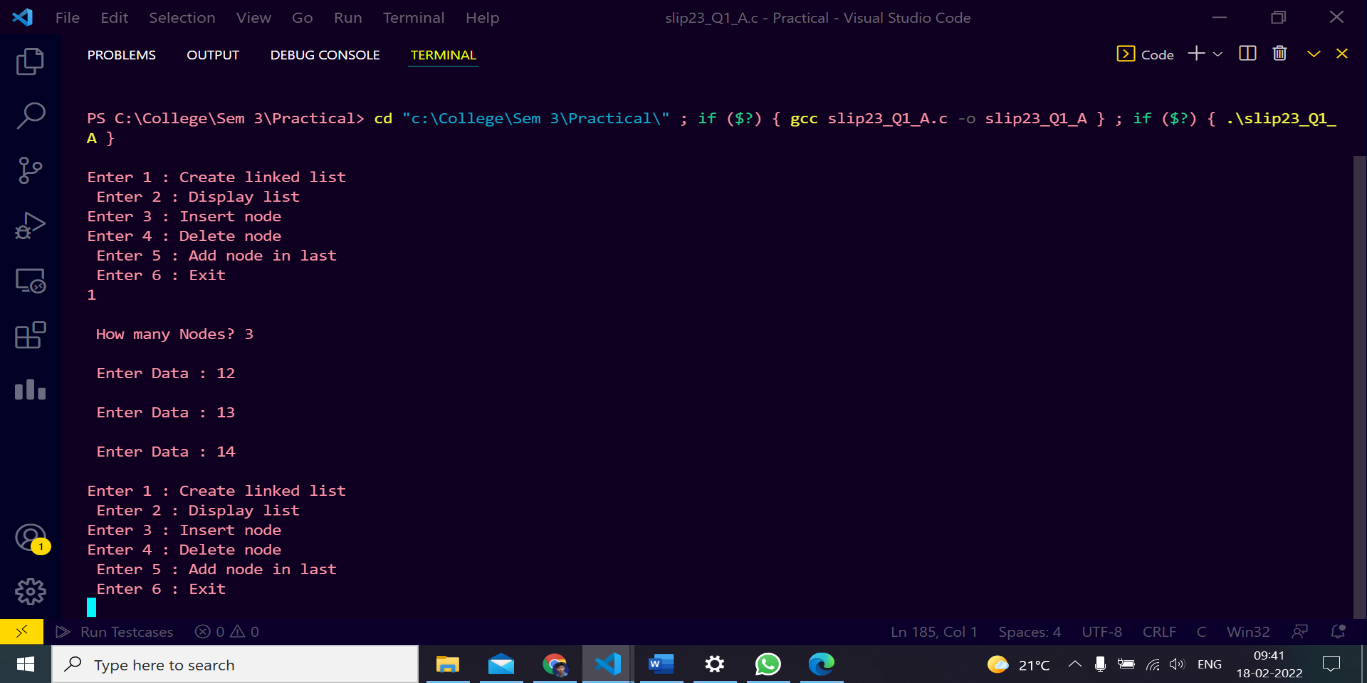 File Edit Selection View Go Run Terminal Help slip23_Q1_A.c - Practical - Visual Studio Code
PROBLEMS OUTPUT DEBUG CONSOLE TERMINAL Code
PS C:\College\Sem 3\Practical> cd "c:\College\Sem 3\Practical\" ; if ($?) { gcc slip23_Q1_A.c -o slip23_Q1_A } ; if ($?) { .\slip23_Q1_
A }
Enter 1 : Create linked list
Enter 2 : Display list
Enter 3 : Insert node
Enter 4 : Delete node
Enter 5 : Add node in last
Enter 6 : Exit
1
How many Nodes? 3
Enter Data : 12
Enter Data : 13
Enter Data : 14
Enter 1 : Create linked list
Enter 2 : Display list
Enter 3 : Insert node
Enter 4 : Delete node
Enter 5 : Add node in last
Enter 6 : Exit
1
Run Testcases 0 0 Ln 185, Col 1 Spaces: 4 UTF-8 CRLF C Win32
Type here to search 21°C ENG 09:41
18-02-2022